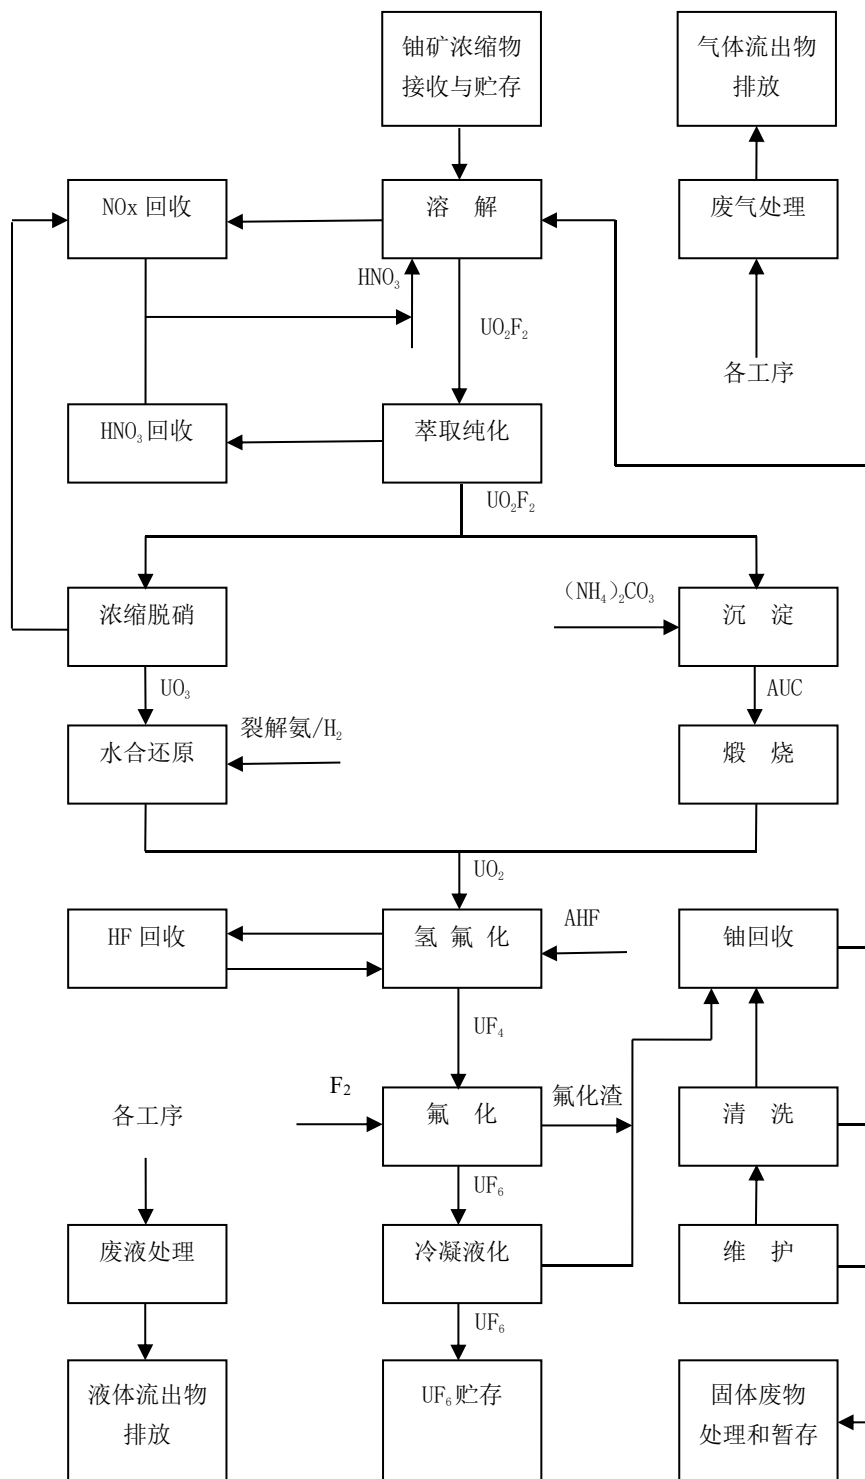 铀矿浓缩物
接收与贮存
气体流出物
排放
NOx 回收
溶 解
废气处理
HNO₃
UO₂F₂
各工序
HNO₃回收
萃取纯化
UO₂F₂
浓缩脱硝
（NH₄）₂CO₃
沉 淀
UO₃
AUC
水合还原
裂解氨/H₂
煅 烧
UO₂
HF 回收
氢 氟 化
AHF
铀回收
UF₄
各工序
F₂
氟 化
氟化渣
清 洗
UF₆
废液处理
冷凝液化
维 护
UF₆
液体流出物
排放
UF₆贮存
固体废物
处理和暂存